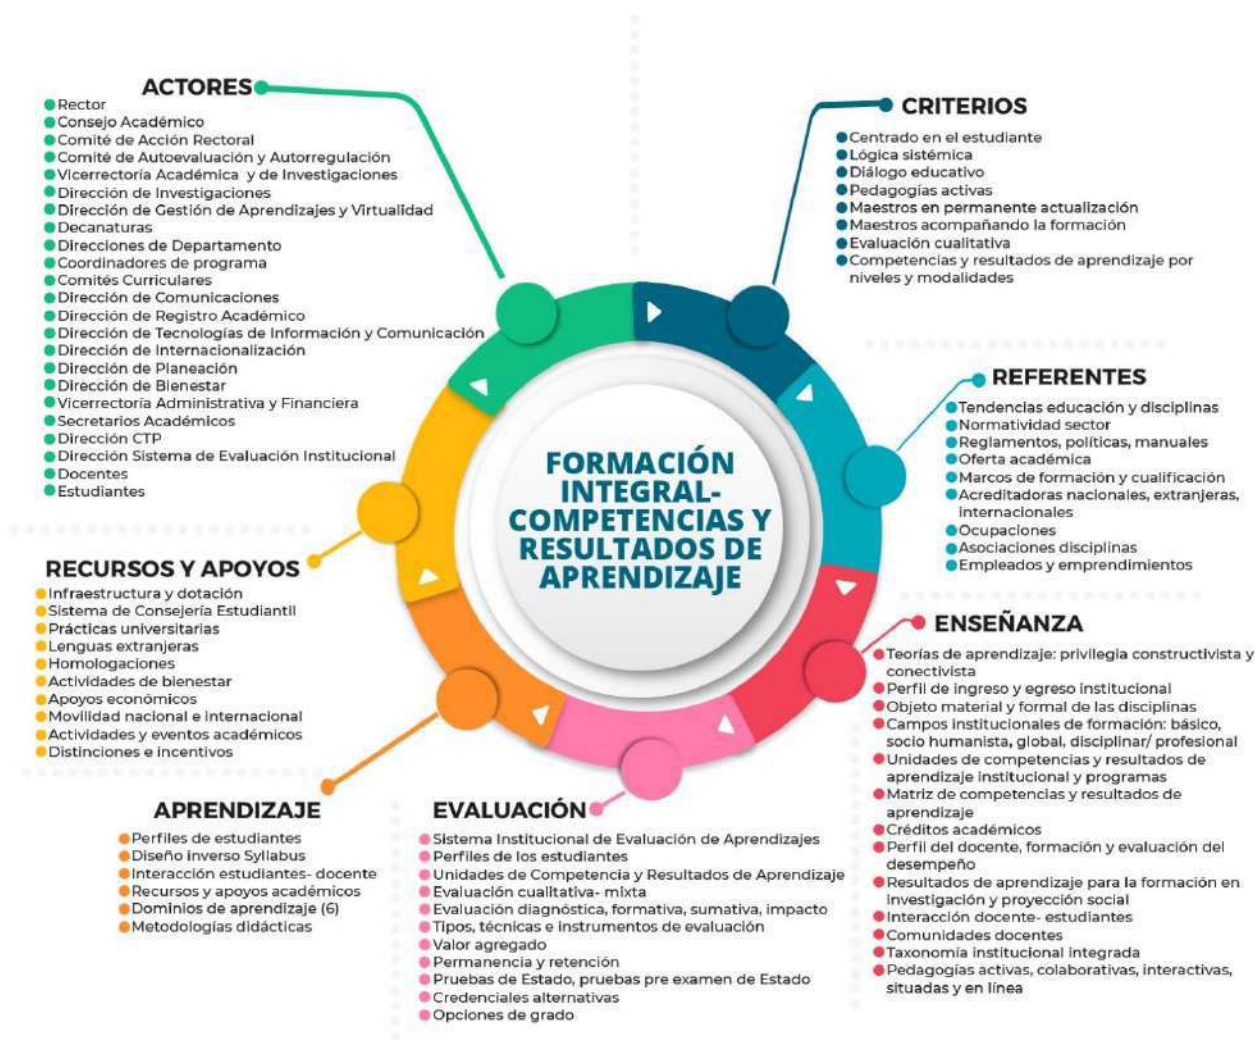 ACTORES
Rector
Consejo Académico
Comité de Acción Rectoral
Comité de Autoevaluación y Autorregulación
Vicerrectoría Académica y de Investigaciones
Dirección de Investigaciones
Dirección de Gestión de Aprendizajes y Virtualidad
Decanaturas
Direcciones de Departamento
Coordinadores de programa
Comités Curriculares
Dirección de Comunicaciones
Dirección de Registro Académico
Dirección de Tecnologías de Información y Comunicación
Dirección de Internacionalización
Dirección de Planeación
Dirección de Bienestar
Vicerrectoría Administrativa y Financiera
Secretarios Académicos
Dirección CTP
Dirección Sistema de Evaluación Institucional
Docentes
Estudiantes
CRITERIOS
Centrado en el estudiante
Lógica sistémica
Diálogo educativo
Pedagogías activas
Maestros en permanente actualización
Maestros acompañando la formación
Evaluación cualitativa
Competencias y resultados de aprendizaje por
niveles y modalidades
REFERENTES
Tendencias educación y disciplinas
Normatividad sector
Reglamentos, políticas, manuales
Oferta académica
Marcos de formación y cualificación
Acreditadoras nacionales, extranjeras,
internacionales
Ocupaciones
Asociaciones disciplinas
Empleados y emprendimientos
FORMACIÓN
INTEGRAL-
COMPETENCIAS Y
RESULTADOS DE
APRENDIZAJE
RECURSOS Y APOYOS
Infraestructura y dotación
Sistema de Consejería Estudiantil
Prácticas universitarias
Lenguas extranjeras
Homologaciones
Actividades de bienestar
Apoyos económicos
Movilidad nacional e internacional
Actividades y eventos académicos
Distinciones e incentivos
ENSEÑANZA
Teorías de aprendizaje: privilegia constructivista y
conectivista
Perfil de ingreso y egreso institucional
Objeto material y formal de las disciplinas
Campos institucionales de formación: básico,
socio humanista, global, disciplinar/ profesional
Unidades de competencias y resultados de
aprendizaje institucional y programas
Matriz de competencias y resultados de
aprendizaje
Créditos académicos
Perfil del docente, formación y evaluación del
desempeño
Resultados de aprendizaje para la formación en
investigación y proyección social
Interacción docente- estudiantes
Comunidades docentes
Taxonomía institucional integrada
Pedagogías activas, colaborativas, interactivas,
situadas y en línea
APRENDIZAJE
Perfiles de estudiantes
Diseño inverso Syllabus
Interacción estudiantes- docente
Recursos y apoyos académicos
Dominios de aprendizaje (6)
Metodologías didácticas
EVALUACIÓN
Sistema Institucional de Evaluación de Aprendizajes
Perfiles de los estudiantes
Unidades de Competencia y Resultados de Aprendizaje
Evaluación cualitativa- mixta
Evaluación diagnóstica, formativa, sumativa, impacto
Tipos, técnicas e instrumentos de evaluación
Valor agregado
Permanencia y retención
Pruebas de Estado, pruebas pre examen de Estado
Credenciales alternativas
Opciones de grado